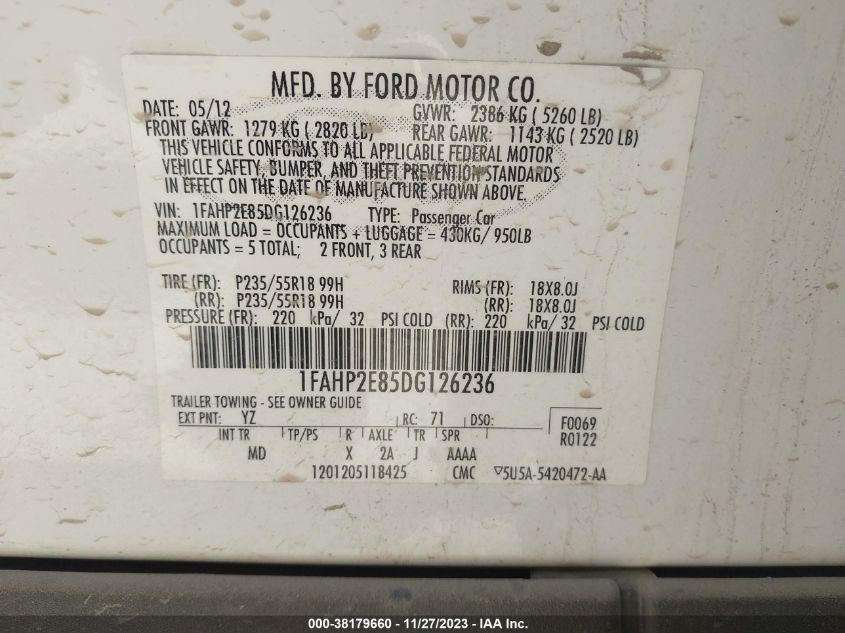 MFD. BY FORD MOTOR CO.
DATE: 05/12 GVWR: 2386 KG ( 5260 LB)
FRONT GAWR: 1279 KG ( 2820 LB) REAR GAWR: 1143 KG ( 2520 LB)
THIS VEHICLE CONFORMS TO ALL APPLICABLE FEDERAL MOTOR
VEHICLE SAFETY, BUMPER, AND THEFT PREVENTION STANDARDS
IN EFFECT ON THE DATE OF MANUFACTURE SHOWN ABOVE.
VIN: 1FAHP2E85DG126236 TYPE: Passenger Car
MAXIMUM LOAD = OCCUPANTS + LUGGAGE = 430KG/ 950LB
OCCUPANTS = 5 TOTAL; 2 FRONT, 3 REAR
TIRE (FR): P235/55R18 99H RIMS (FR): 18X8.0J
(RR): P235/55R18 99H (RR): 18X8.0J
PRESSURE (FR): 220 kPa/ 32 PSI COLD (RR): 220 kPa/ 32 PSI COLD
1FAHP2E85DG126236
TRAILER TOWING - SEE OWNER GUIDE
EXT PNT: YZ RC: 71 DSO: F0069
INT TR TP/PS R AXLE TR SPR R0122
MD X 2A J AAAA
1201205118425 CMC ▽5U5A-5420472-AA
000-38179660 - 11/27/2023 - IAA Inc.